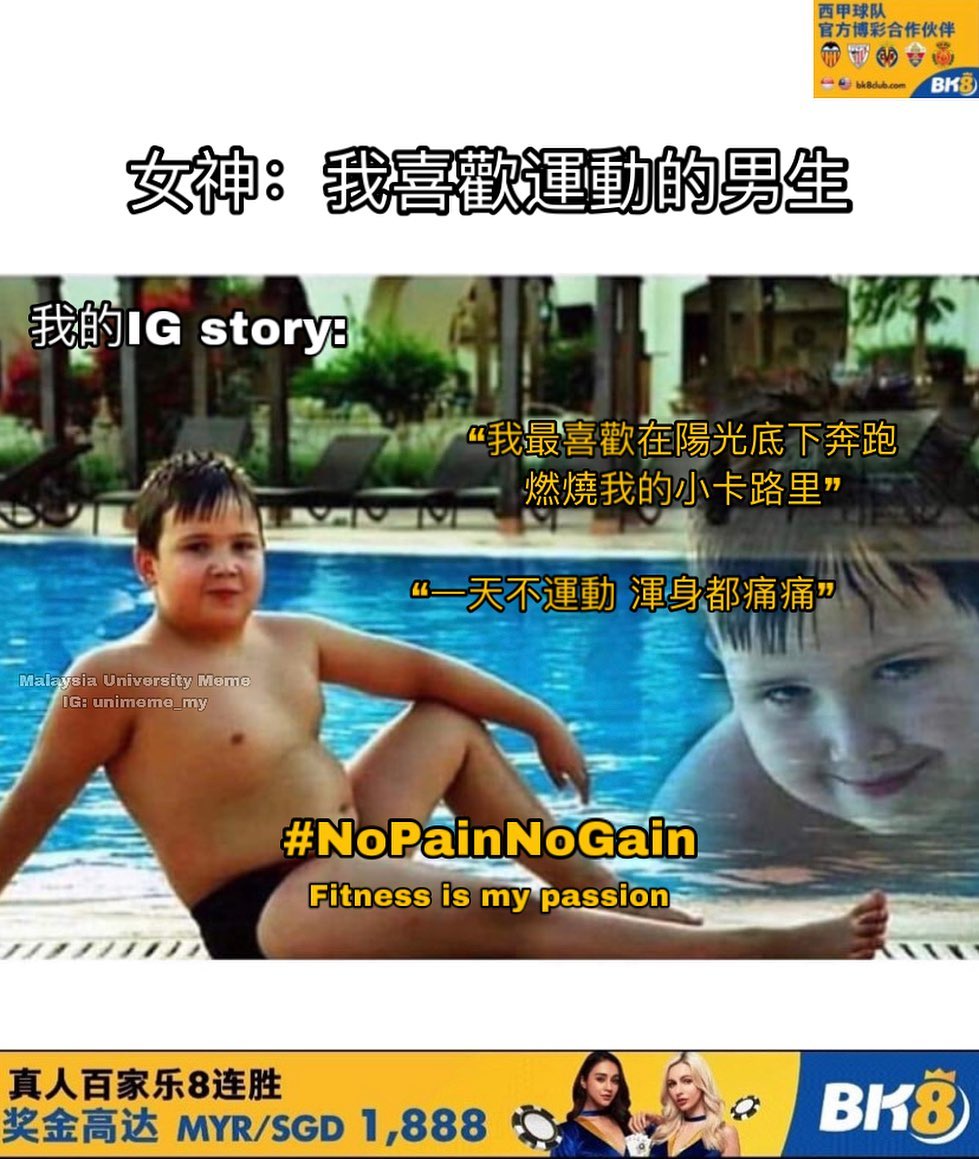 西甲球队
官方博彩合作伙伴
bk8club.com
BK8
女神：我喜歡運動的男生
我的IG story:
“我最喜歡在陽光底下奔跑
燃燒我的小卡路里”
“一天不運動 渾身都痛痛”
Malaysia University Meme
IG: unimeme_my
#NoPainNoGain
Fitness is my passion
真人百家乐8连胜
奖金高达 MYR/SGD 1,888
BK8